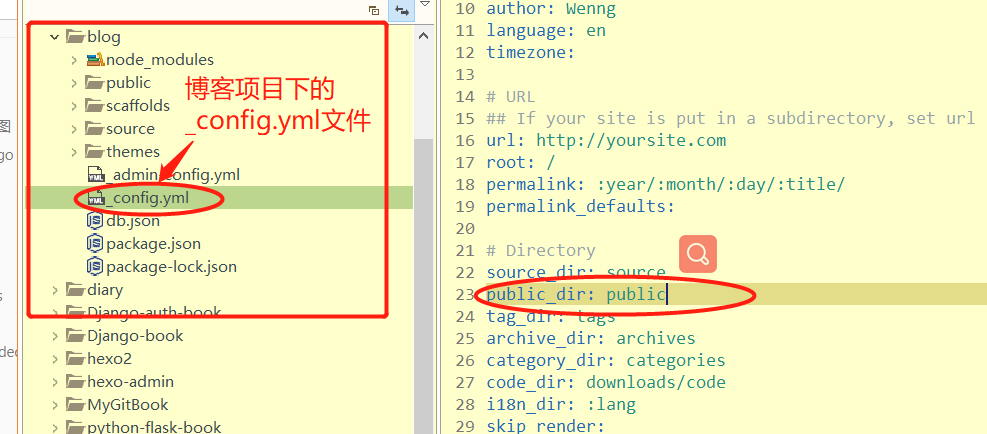 blog
node_modules
public
scaffolds
source
themes
_admin-config.yml
_config.yml
db.json
package.json
package-lock.json
diary
Django-auth-book
Django-book
hexo2
hexo-admin
MyGitBook
python-flask-book
博客项目下的
_config.yml文件
图
go
s
ded
10 author: Wenng
11 language: en
12 timezone:
13
14 # URL
15 ## If your site is put in a subdirectory, set url
16 url: http://yoursite.com
17 root: /
18 permalink: :year/:month/:day/:title/
19 permalink_defaults:
20
21 # Directory
22 source_dir: source
23 public_dir: public
24 tag_dir: tags
25 archive_dir: archives
26 category_dir: categories
27 code_dir: downloads/code
28 i18n_dir: :lang
29 skip_render: